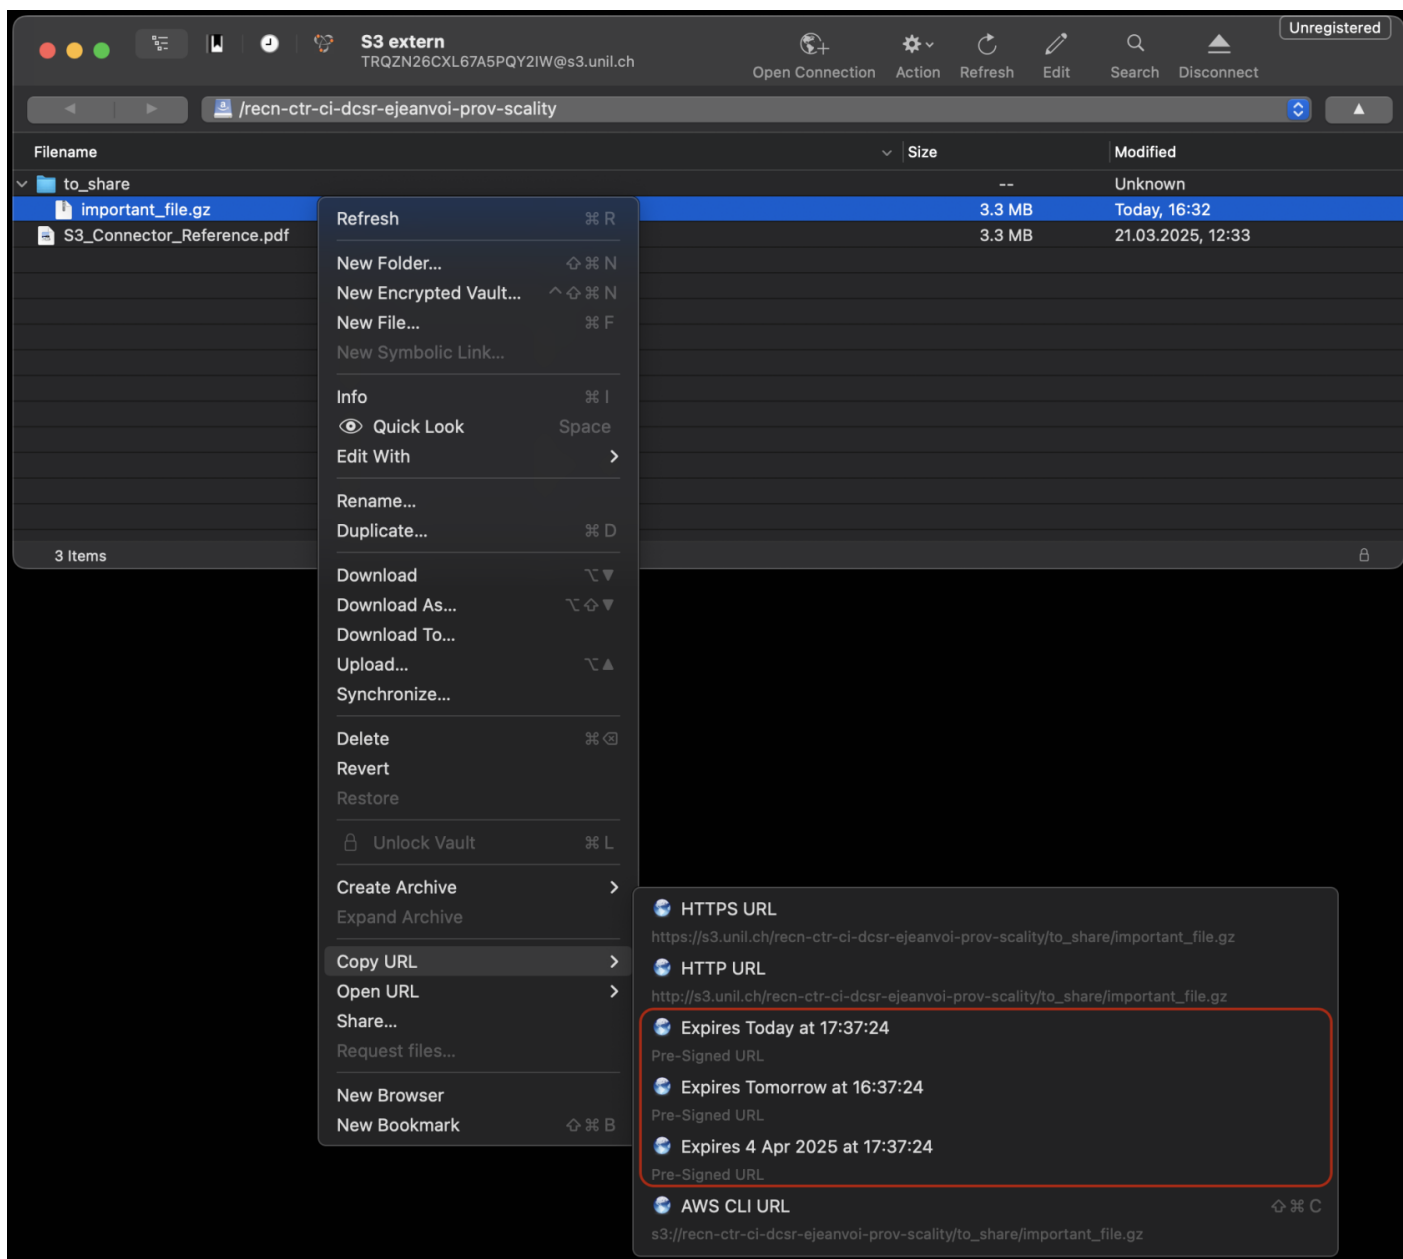 Unregistered
S3 extern
TRQZN26CXL67A5PQY2IW@s3.unil.ch
Open Connection Action Refresh Edit Search Disconnect
/recn-ctr-ci-dcsr-ejeanvoi-prov-scality
Filename Size Modified
to_share -- Unknown
important_file.gz 3.3 MB Today, 16:32
S3_Connector_Reference.pdf 3.3 MB 21.03.2025, 12:33
3 Items
Refresh ⌘ R
New Folder... ⇧ ⌘ N
New Encrypted Vault... ^ ⇧ ⌘ N
New File... ⌘ F
New Symbolic Link...
Info ⌘ I
Quick Look Space
Edit With
Rename...
Duplicate... ⌘ D
Download ⌥ ▼
Download As... ⌥ ⇧ ▼
Download To...
Upload... ⌥ ▲
Synchronize...
Delete ⌘ ⌫
Revert
Restore
Unlock Vault ⌘ L
Create Archive
Expand Archive
Copy URL
Open URL
Share...
Request files...
New Browser
New Bookmark ⇧ ⌘ B
HTTPS URL
https://s3.unil.ch/recn-ctr-ci-dcsr-ejeanvoi-prov-scality/to_share/important_file.gz
HTTP URL
http://s3.unil.ch/recn-ctr-ci-dcsr-ejeanvoi-prov-scality/to_share/important_file.gz
Expires Today at 17:37:24
Pre-Signed URL
Expires Tomorrow at 16:37:24
Pre-Signed URL
Expires 4 Apr 2025 at 17:37:24
Pre-Signed URL
AWS CLI URL ⇧ ⌘ C
s3://recn-ctr-ci-dcsr-ejeanvoi-prov-scality/to_share/important_file.gz